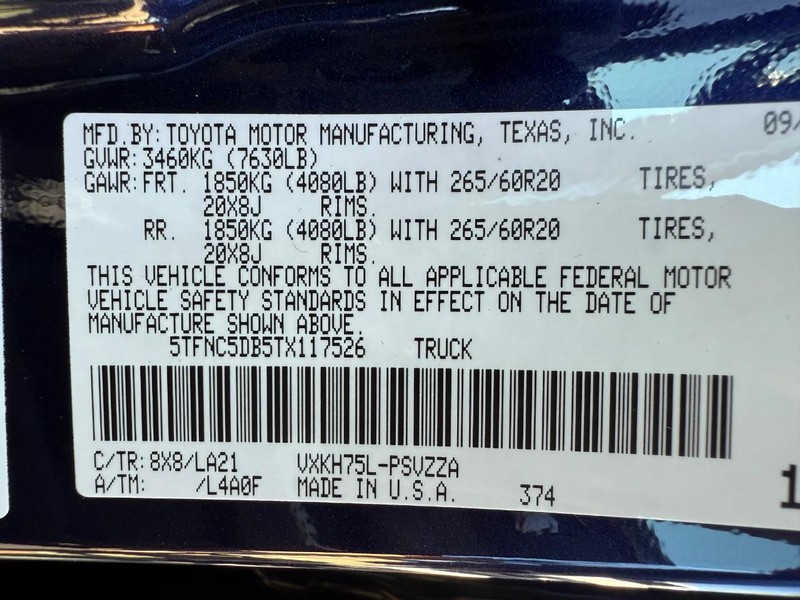 MFD.BY: TOYOTA MOTOR MANUFACTURING, TEXAS, INC. 09/
GVWR: 3460KG (7630LB)
GAWR: FRT. 1850KG (4080LB) WITH 265/60R20 TIRES,
20X8J RIMS.
RR. 1850KG (4080LB) WITH 265/60R20 TIRES,
20X8J RIMS.
THIS VEHICLE CONFORMS TO ALL APPLICABLE FEDERAL MOTOR
VEHICLE SAFETY STANDARDS IN EFFECT ON THE DATE OF
MANUFACTURE SHOWN ABOVE.
5TFNC5DB5TX117526 TRUCK
C/TR: 8X8/LA21 VXKH75L-PSVZZA
A/TM: /L4A0F MADE IN U.S.A. 374